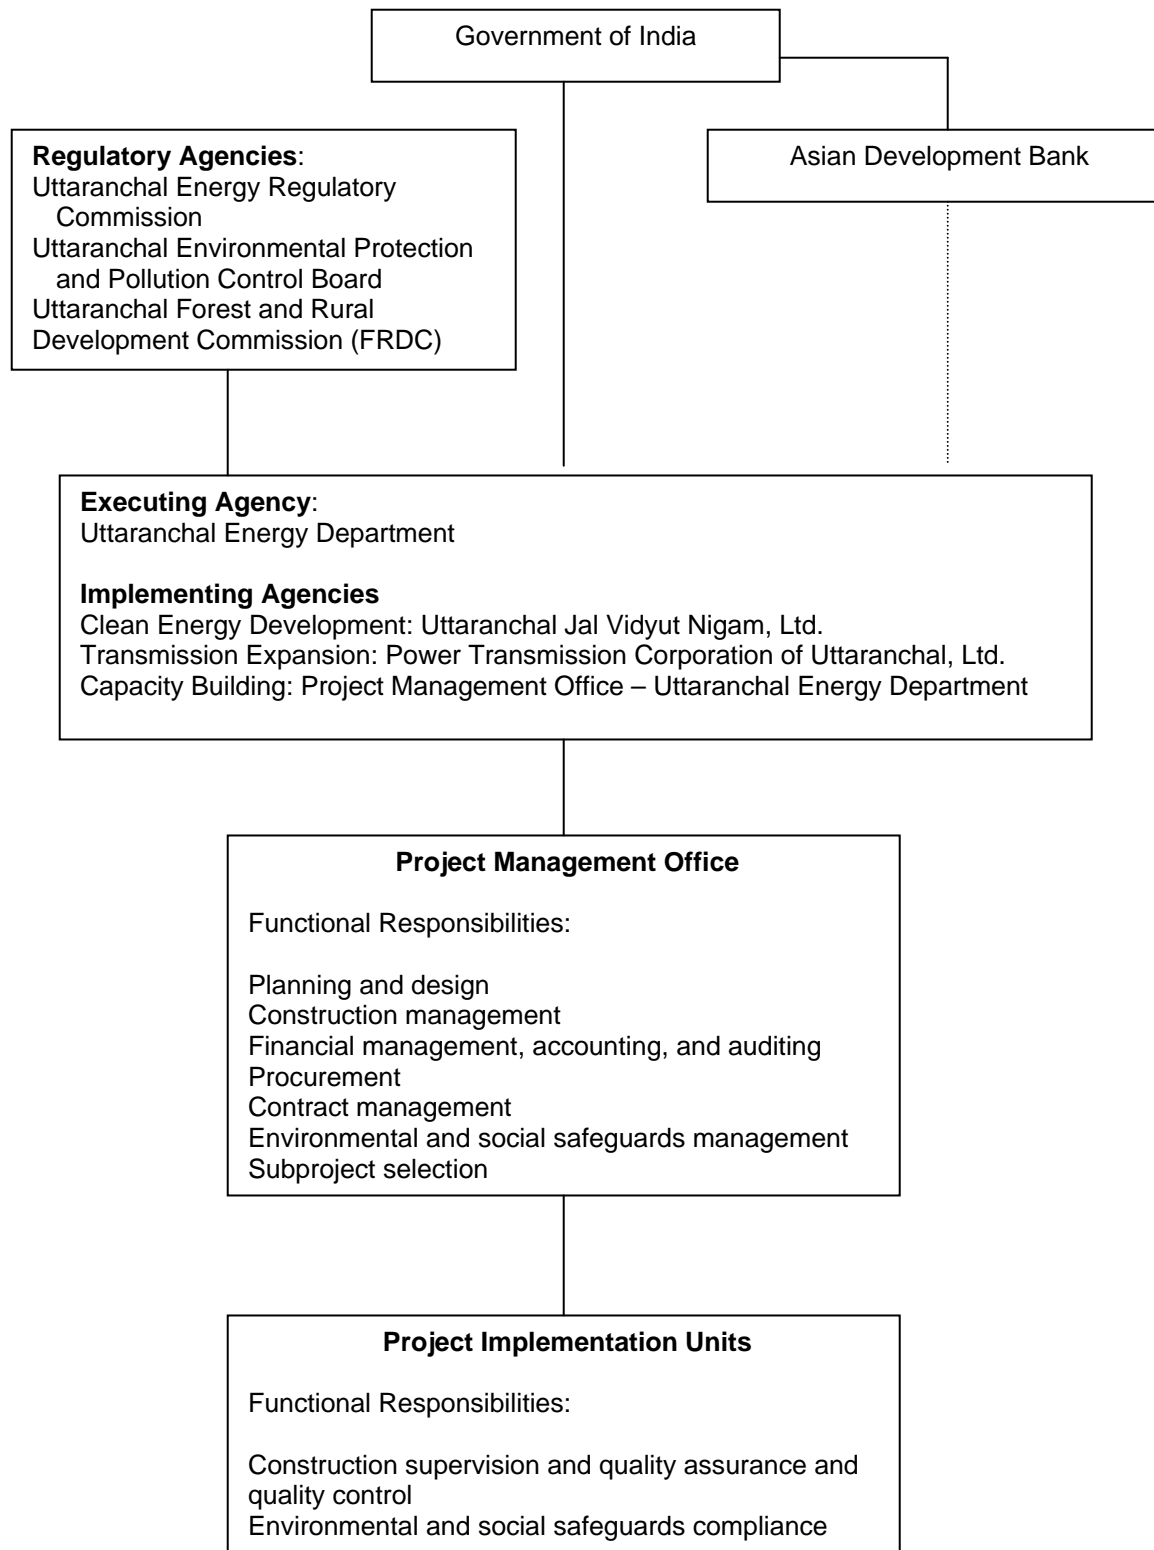 Government of India
Regulatory Agencies:
Uttaranchal Energy Regulatory
Commission
Uttaranchal Environmental Protection
and Pollution Control Board
Uttaranchal Forest and Rural
Development Commission (FRDC)
Asian Development Bank
Executing Agency:
Uttaranchal Energy Department
Implementing Agencies
Clean Energy Development: Uttaranchal Jal Vidyut Nigam, Ltd.
Transmission Expansion: Power Transmission Corporation of Uttaranchal, Ltd.
Capacity Building: Project Management Office – Uttaranchal Energy Department
Project Management Office
Functional Responsibilities:
Planning and design
Construction management
Financial management, accounting, and auditing
Procurement
Contract management
Environmental and social safeguards management
Subproject selection
Project Implementation Units
Functional Responsibilities:
Construction supervision and quality assurance and
quality control
Environmental and social safeguards compliance